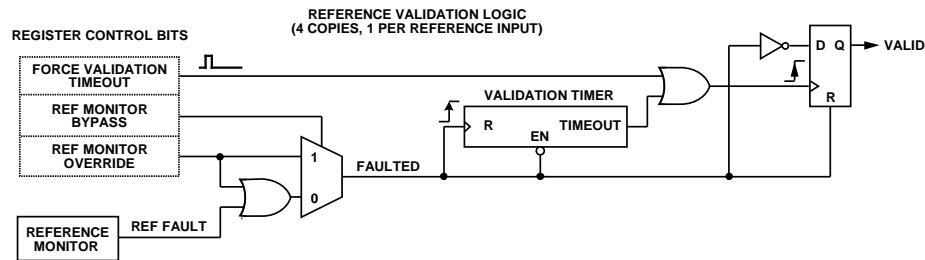 REFERENCE VALIDATION LOGIC
(4 COPIES, 1 PER REFERENCE INPUT)
REGISTER CONTROL BITS
FORCE VALIDATION
TIMEOUT
REF MONITOR
BYPASS
REF MONITOR
OVERRIDE
REFERENCE
MONITOR
REF FAULT
1
0
FAULTED
VALIDATION TIMER
R
TIMEOUT
EN
D Q
R
VALID